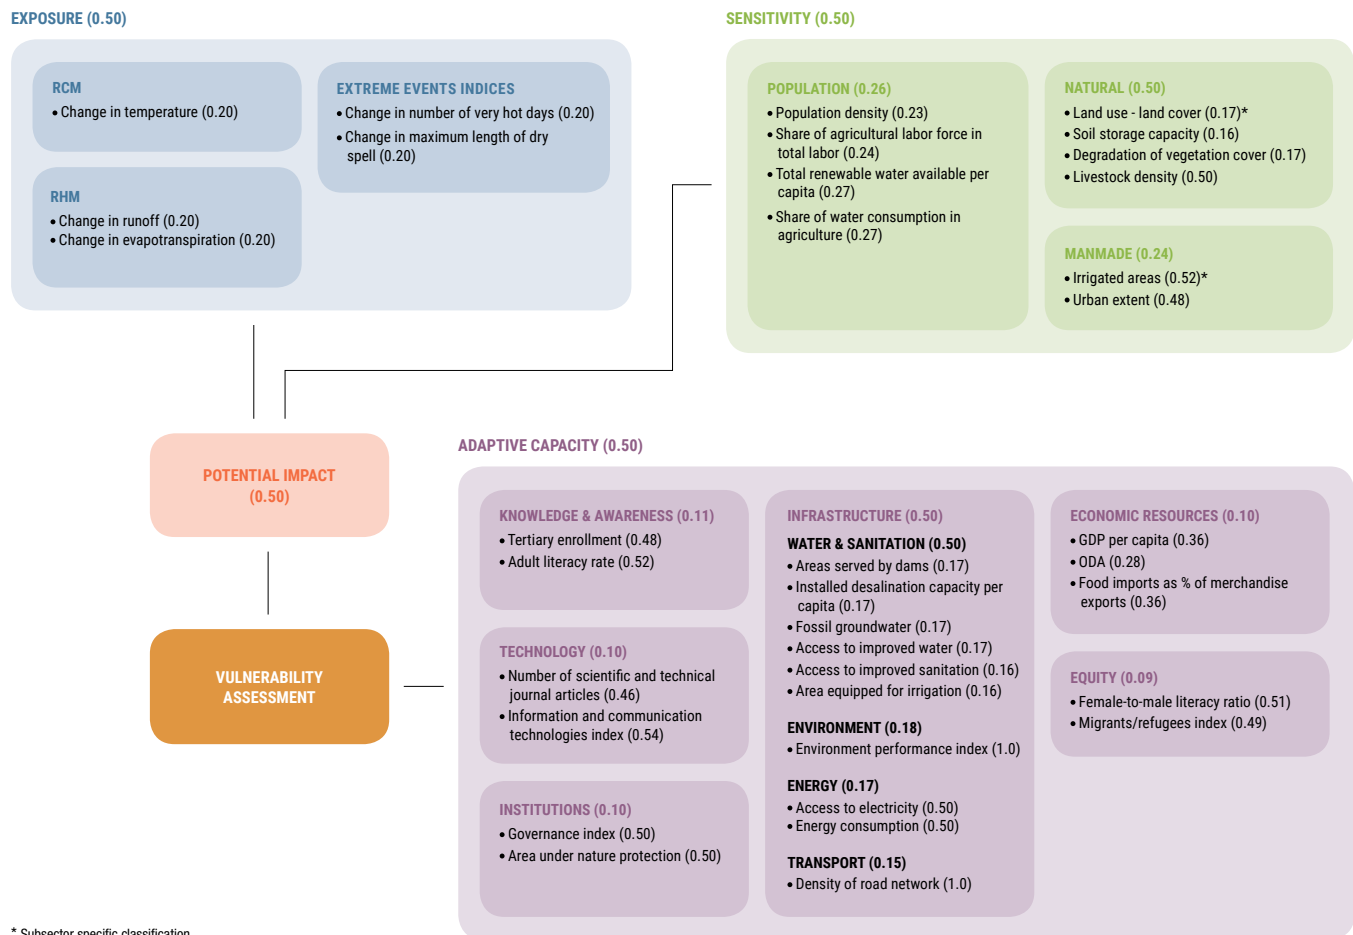 EXPOSURE (0.50)
RCM
• Change in temperature (0.20)
EXTREME EVENTS INDICES
• Change in number of very hot days (0.20)
• Change in maximum length of dry
spell (0.20)
RHM
• Change in runoff (0.20)
• Change in evapotranspiration (0.20)
SENSITIVITY (0.50)
POPULATION (0.26)
• Population density (0.23)
• Share of agricultural labor force in
total labor (0.24)
• Total renewable water available per
capita (0.27)
• Share of water consumption in
agriculture (0.27)
NATURAL (0.50)
• Land use - land cover (0.17)*
• Soil storage capacity (0.16)
• Degradation of vegetation cover (0.17)
• Livestock density (0.50)
MANMADE (0.24)
• Irrigated areas (0.52)*
• Urban extent (0.48)
POTENTIAL IMPACT
(0.50)
VULNERABILITY
ASSESSMENT
ADAPTIVE CAPACITY (0.50)
KNOWLEDGE & AWARENESS (0.11)
• Tertiary enrollment (0.48)
• Adult literacy rate (0.52)
TECHNOLOGY (0.10)
• Number of scientific and technical
journal articles (0.46)
• Information and communication
technologies index (0.54)
INSTITUTIONS (0.10)
• Governance index (0.50)
• Area under nature protection (0.50)
INFRASTRUCTURE (0.50)
WATER & SANITATION (0.50)
• Areas served by dams (0.17)
• Installed desalination capacity per
capita (0.17)
• Fossil groundwater (0.17)
• Access to improved water (0.17)
• Access to improved sanitation (0.16)
• Area equipped for irrigation (0.16)
ENVIRONMENT (0.18)
• Environment performance index (1.0)
ENERGY (0.17)
• Access to electricity (0.50)
• Energy consumption (0.50)
TRANSPORT (0.15)
• Density of road network (1.0)
ECONOMIC RESOURCES (0.10)
• GDP per capita (0.36)
• ODA (0.28)
• Food imports as % of merchandise
exports (0.36)
EQUITY (0.09)
• Female-to-male literacy ratio (0.51)
• Migrants/refugees index (0.49)
* Subsector specific classification